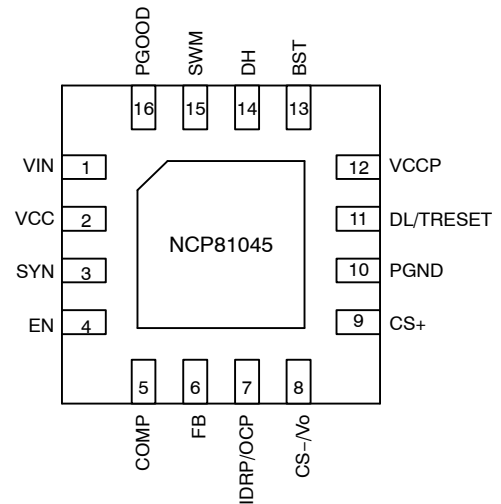 PGOOD
SWM
DH
BST
16
15
14
13
VIN
1
12
VCCP
VCC
2
11
DL/TRESET
NCP81045
SYN
3
10
PGND
EN
4
9
CS+
5
6
7
8
COMP
FB
IDRP/OCP
CS−/Vo